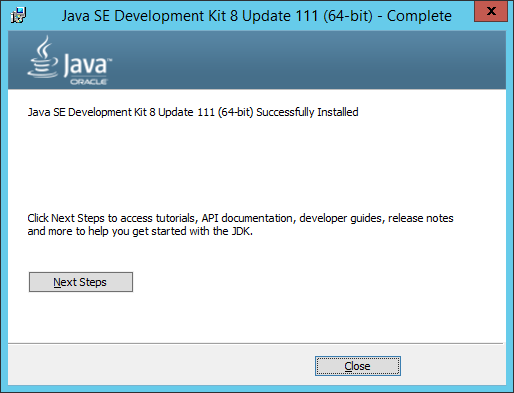 Java SE Development Kit 8 Update 111 (64-bit) - Complete
x
Java™
ORACLE
Java SE Development Kit 8 Update 111 (64-bit) Successfully Installed
Click Next Steps to access tutorials, API documentation, developer guides, release notes
and more to help you get started with the JDK.
Next Steps
Close